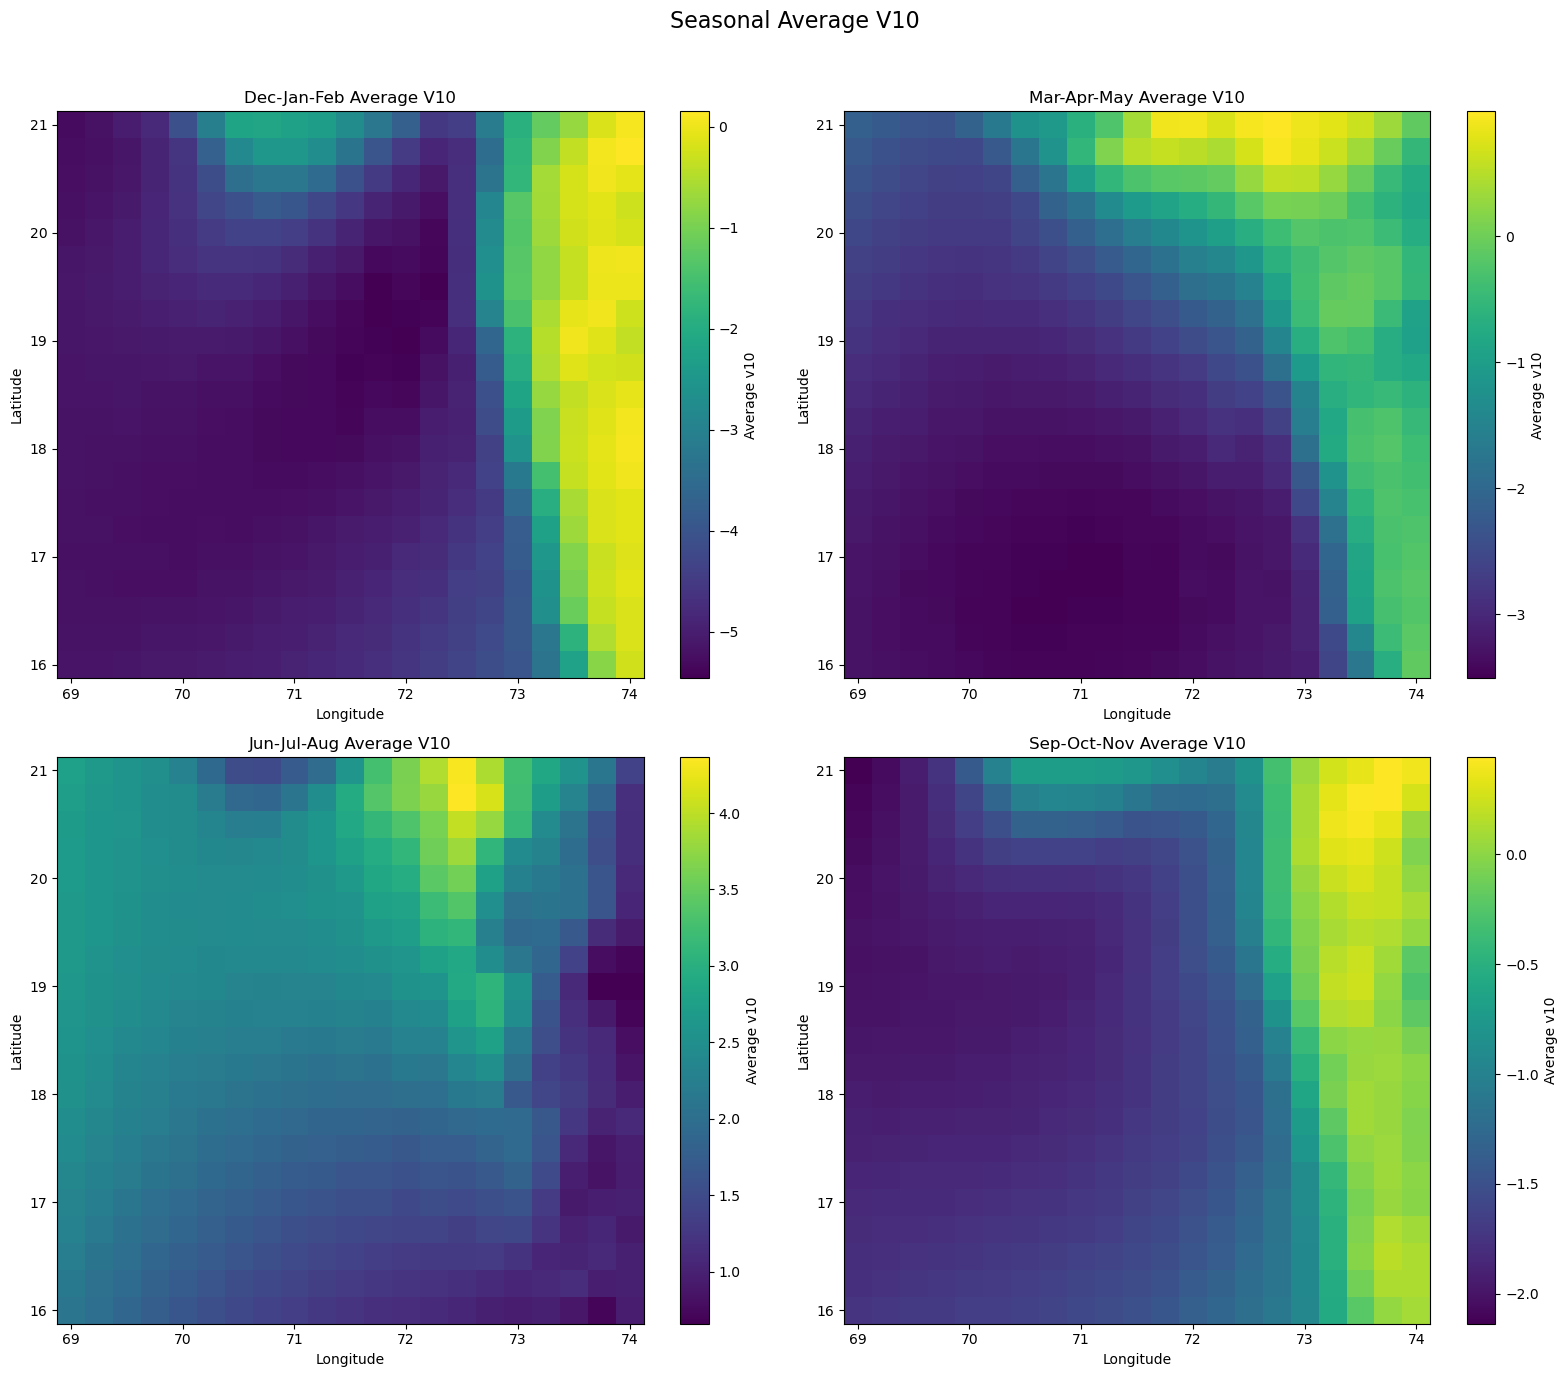 Seasonal Average V10
Dec-Jan-Feb Average V10
21
20
19
18
17
16
Latitude
69 70 71 72 73 74
Longitude
0
−1
−2
−3
−4
−5
Average v10
Mar-Apr-May Average V10
21
20
19
18
17
16
Latitude
69 70 71 72 73 74
Longitude
0
−1
−2
−3
Average v10
Jun-Jul-Aug Average V10
21
20
19
18
17
16
Latitude
69 70 71 72 73 74
Longitude
4.0
3.5
3.0
2.5
2.0
1.5
1.0
Average v10
Sep-Oct-Nov Average V10
21
20
19
18
17
16
Latitude
69 70 71 72 73 74
Longitude
0.0
−0.5
−1.0
−1.5
−2.0
Average v10